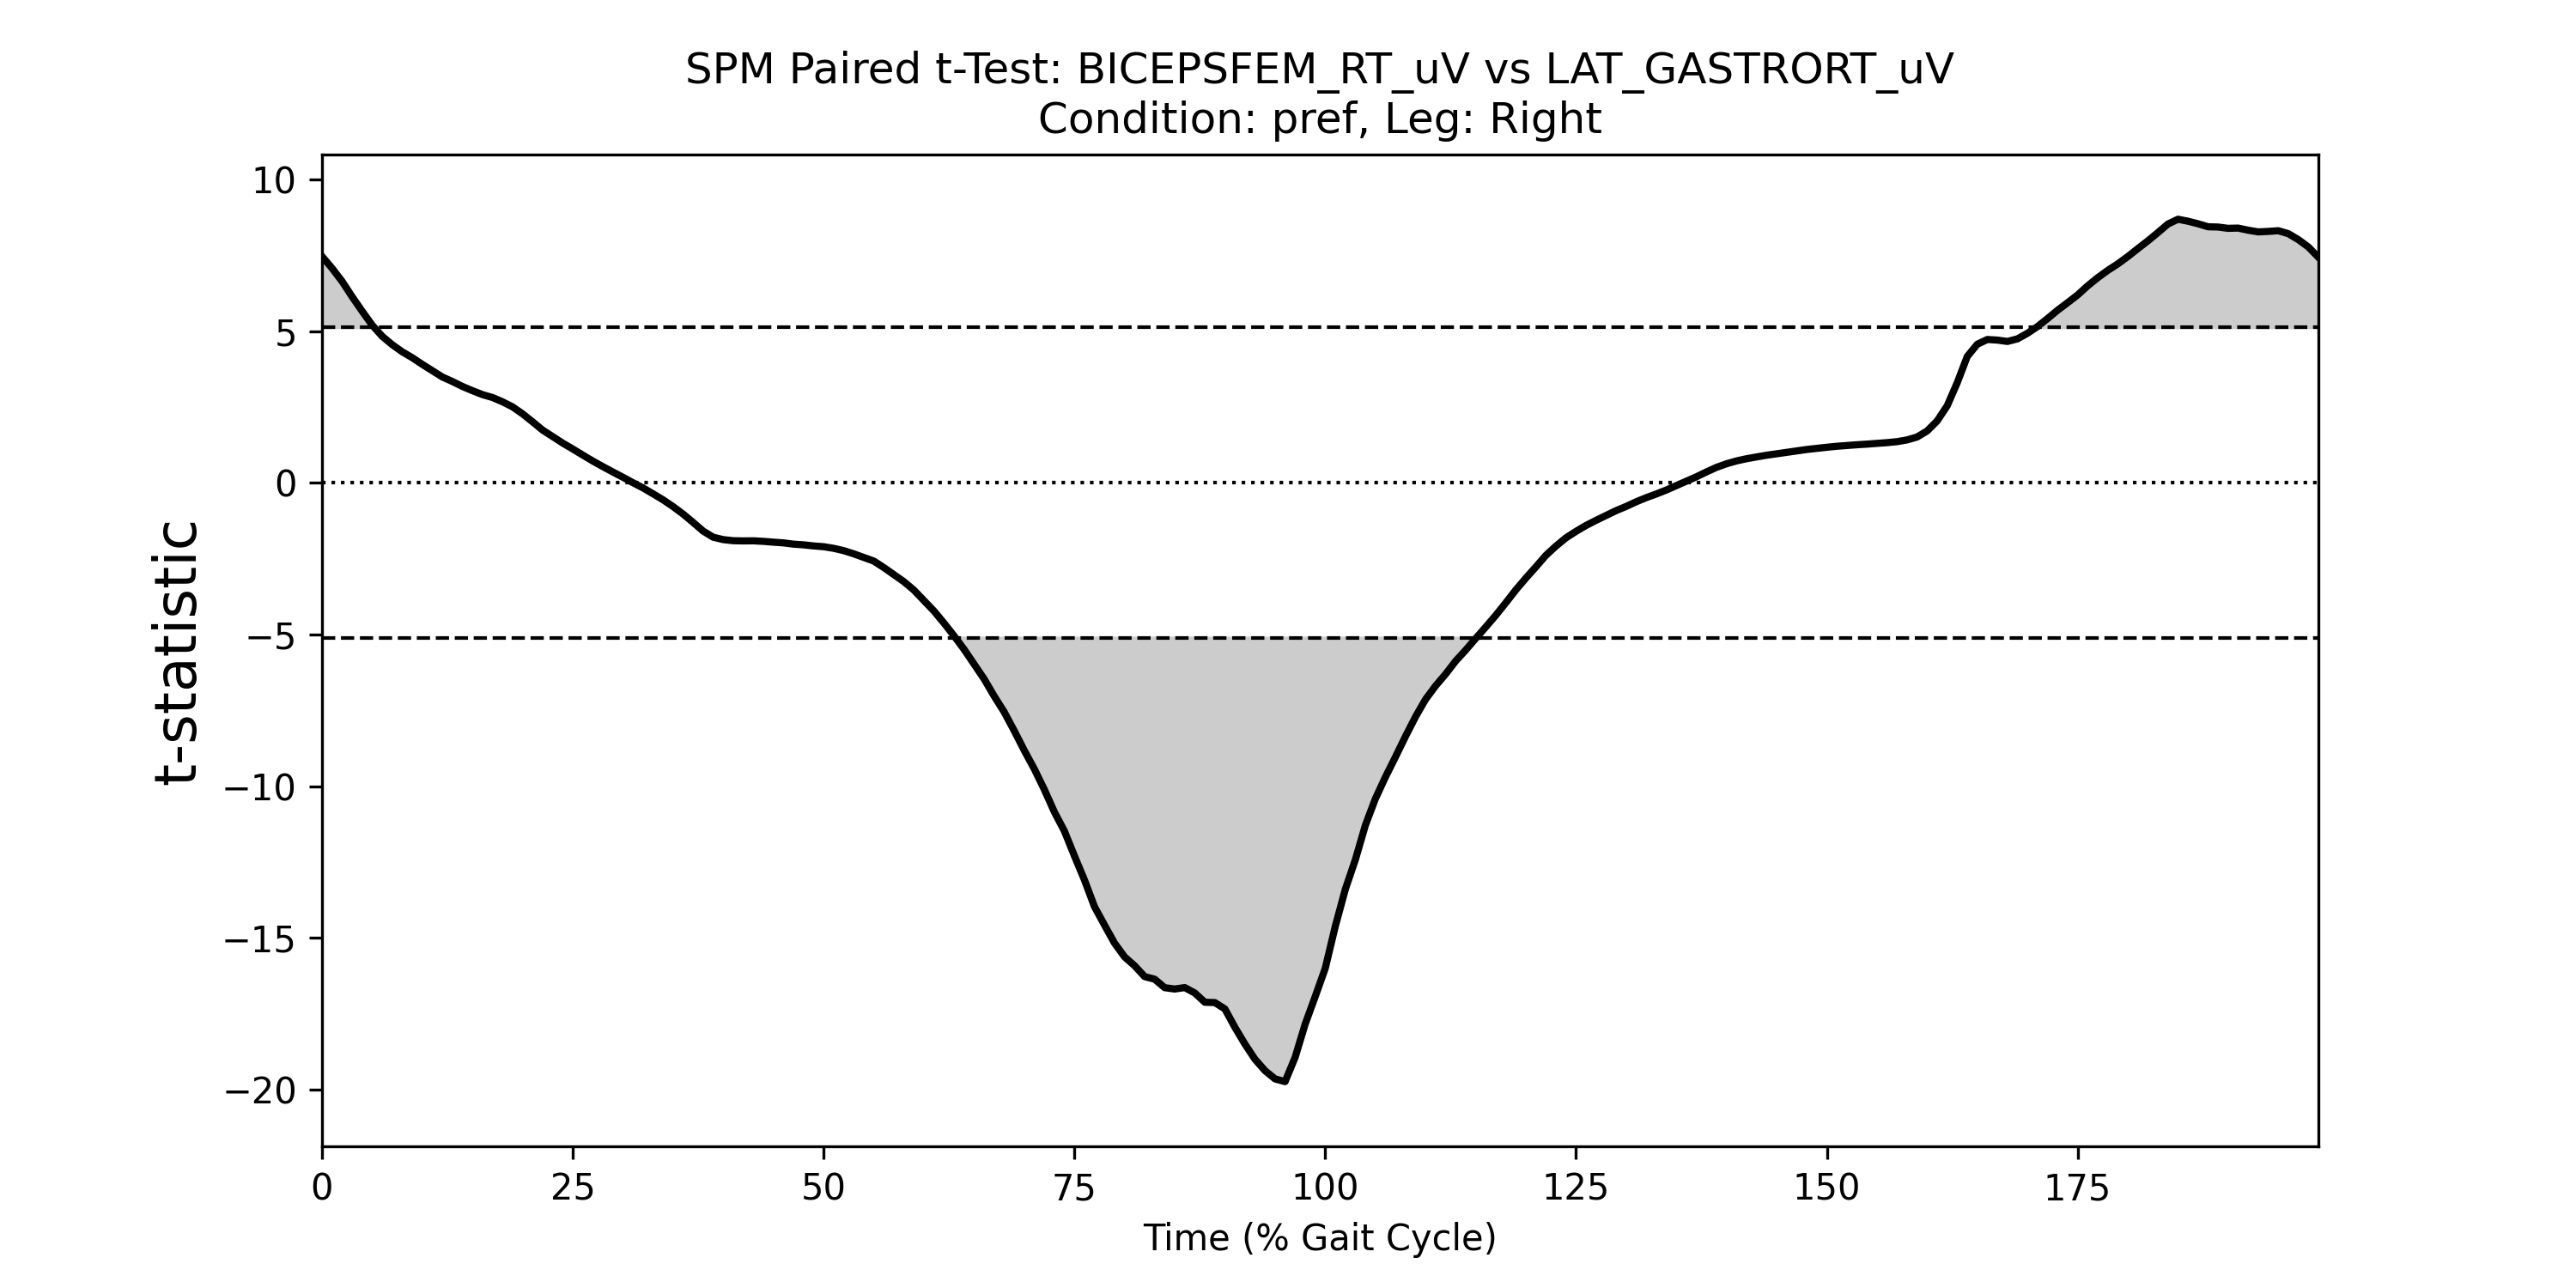 SPM Paired t-Test: BICEPSFEM_RT_uV vs LAT_GASTRORT_uV
Condition: pref, Leg: Right
t-statistic
10
5
0
−5
−10
−15
−20
0 25 50 75 100 125 150 175
Time (% Gait Cycle)